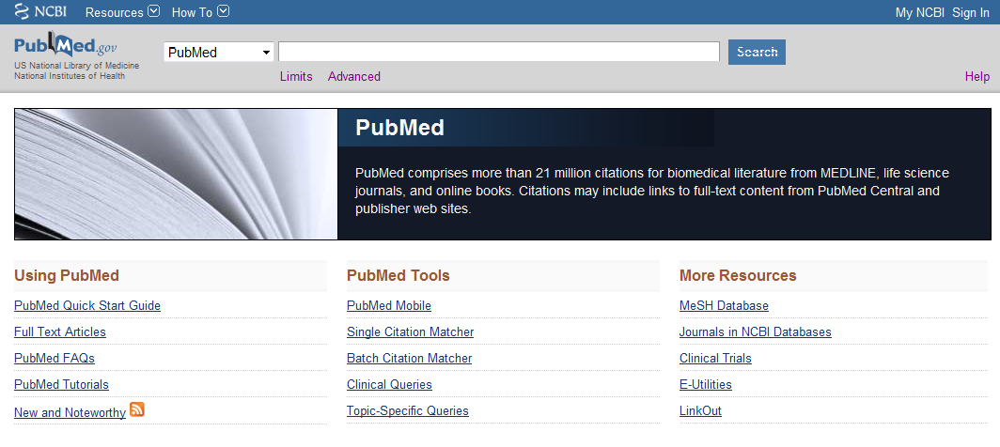 NCBI Resources How To My NCBI Sign In
PubMed.gov
US National Library of Medicine
National Institutes of Health
PubMed Search
Limits Advanced Help
PubMed
PubMed comprises more than 21 million citations for biomedical literature from MEDLINE, life science
journals, and online books. Citations may include links to full-text content from PubMed Central and
publisher web sites.
Using PubMed
PubMed Quick Start Guide
Full Text Articles
PubMed FAQs
PubMed Tutorials
New and Noteworthy
PubMed Tools
PubMed Mobile
Single Citation Matcher
Batch Citation Matcher
Clinical Queries
Topic-Specific Queries
More Resources
MeSH Database
Journals in NCBI Databases
Clinical Trials
E-Utilities
LinkOut